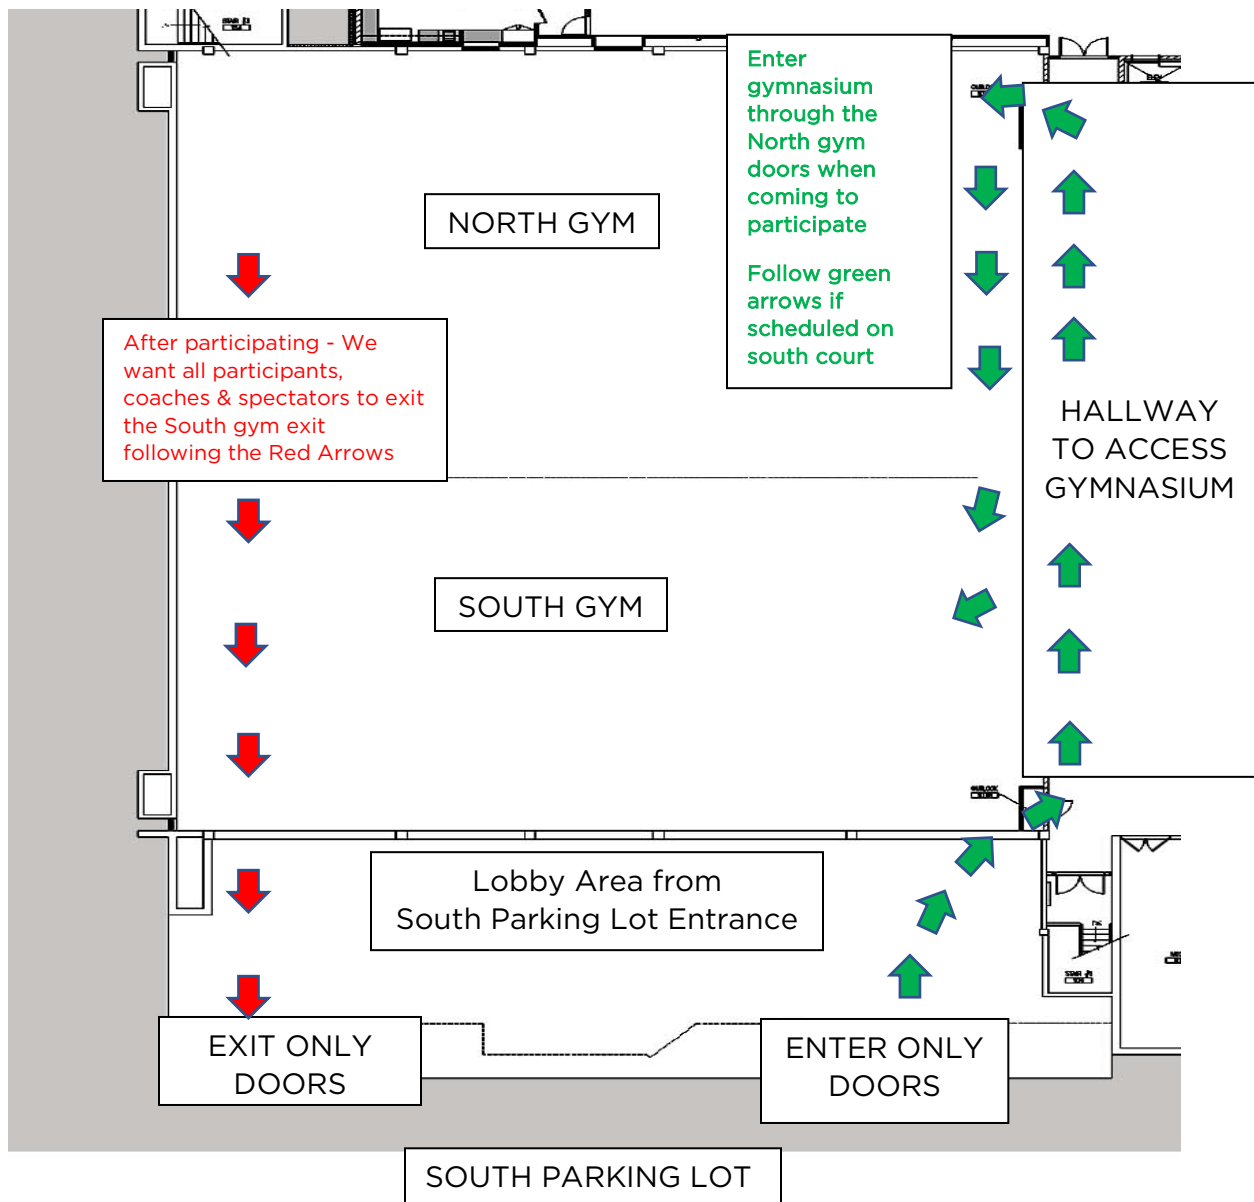 STAIR #2
Enter
gymnasium
through the
North gym
doors when
coming to
participate
Follow green
arrows if
scheduled on
south court
ELEV
NORTH GYM
After participating - We
want all participants,
coaches & spectators to exit
the South gym exit
following the Red Arrows
HALLWAY
TO ACCESS
GYMNASIUM
SOUTH GYM
Lobby Area from
South Parking Lot Entrance
EXIT ONLY
DOORS
ENTER ONLY
DOORS
SOUTH PARKING LOT